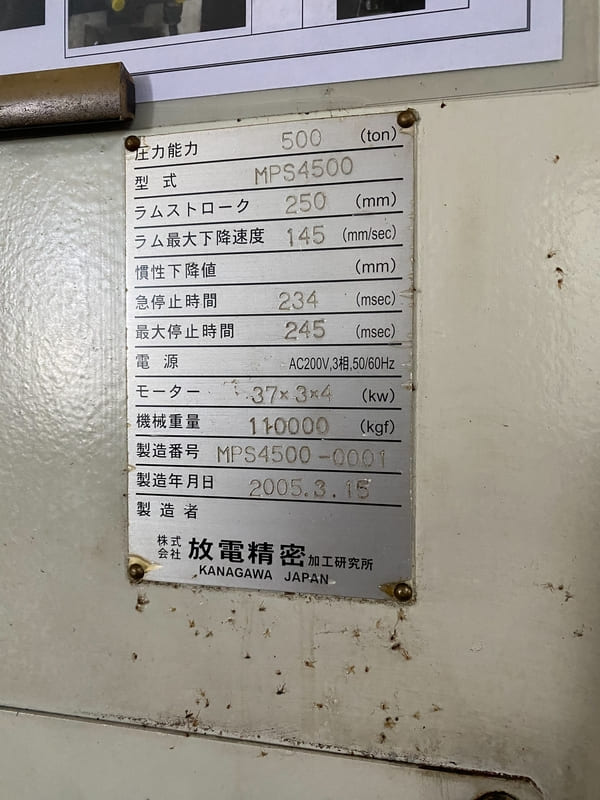 圧力能力 500 (ton)
型式 MPS4500
ラムストローク 250 (mm)
ラム最大下降速度 145 (mm/sec)
慣性下降値 (mm)
急停止時間 234 (msec)
最大停止時間 245 (msec)
電源 AC200V,3相,50/60Hz
モーター 37×3×4 (kw)
機械重量 110000 (kgf)
製造番号 MPS4500-0001
製造年月日 2005.3.15
製造者
株式会社 放電精密加工研究所
KANAGAWA JAPAN